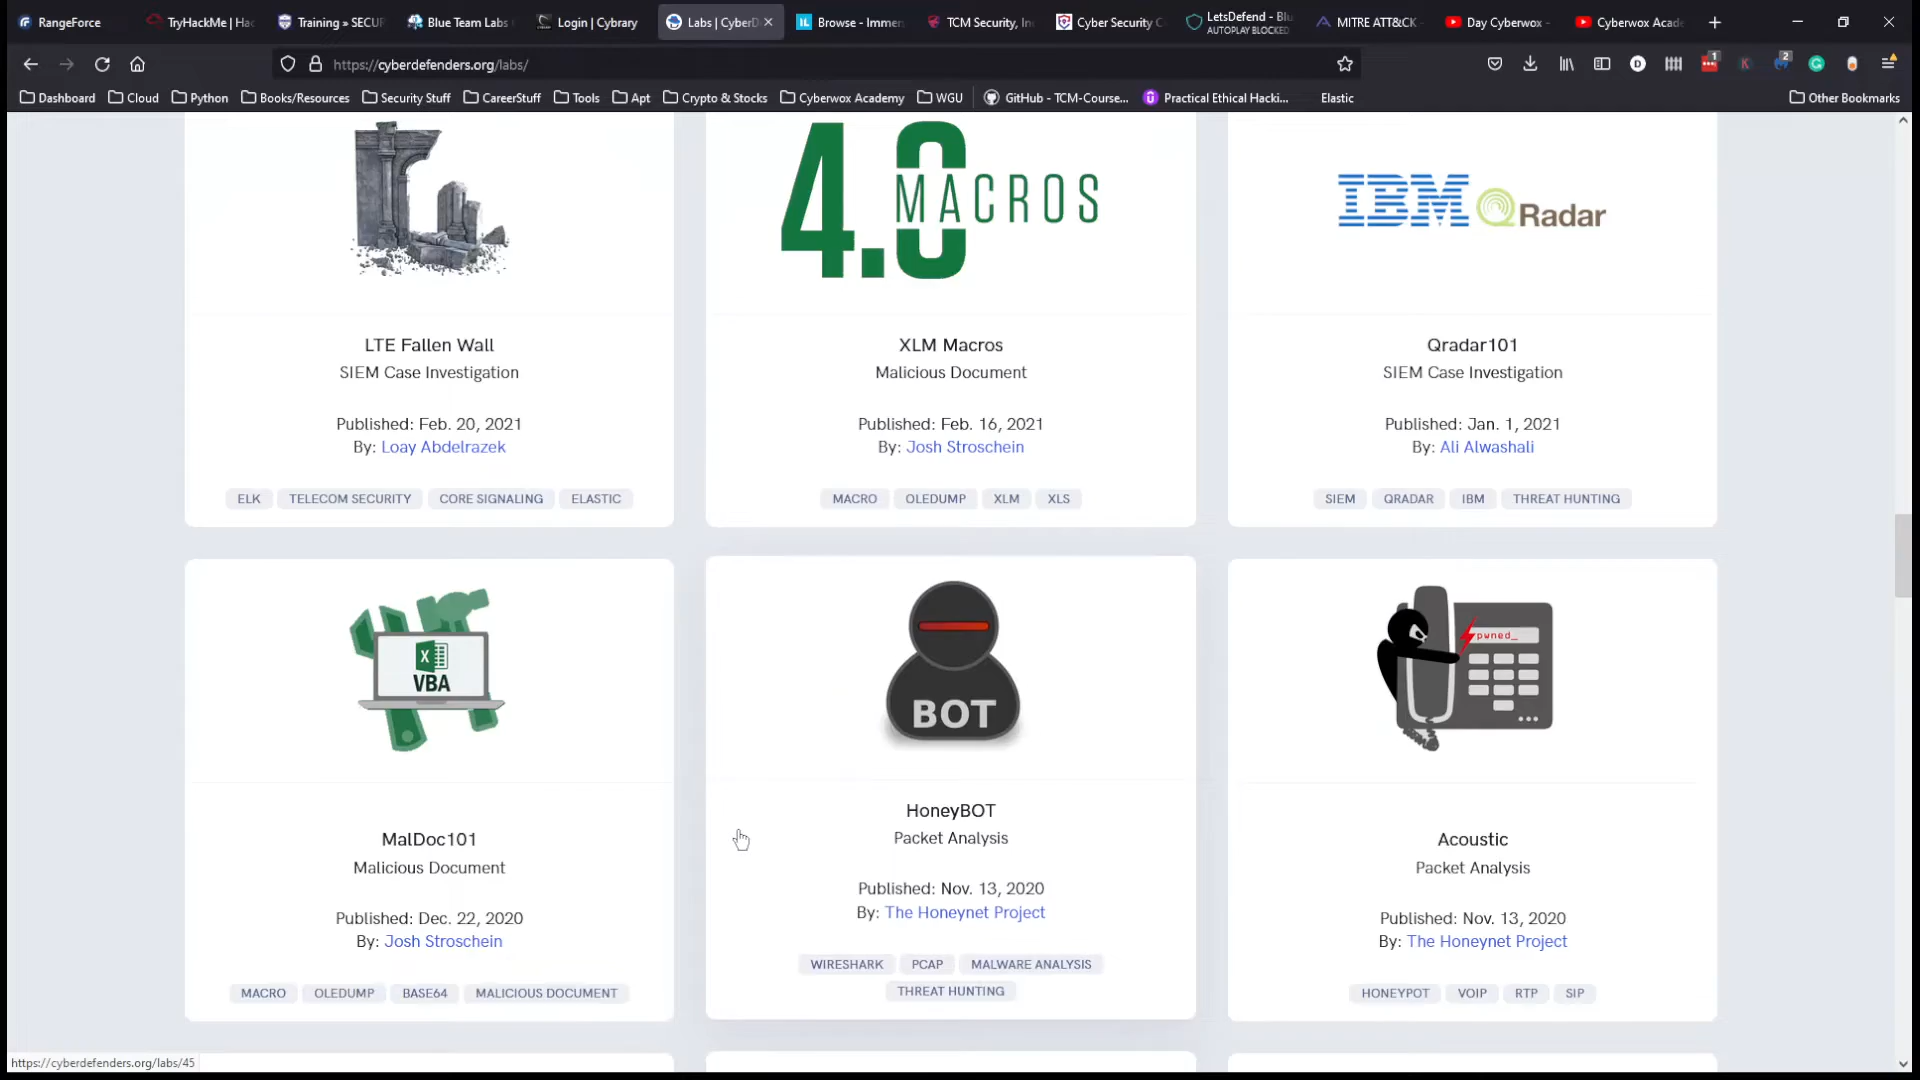 RangeForce
TryHackMe | Hac
Training » SECUR
Blue Team Labs
Login | Cybrary
Labs | CyberD
Browse - Immers
TCM Security, In
Cyber Security C
LetsDefend - Blu
AUTOPLAY BLOCKED
MITRE ATT&CK
Day Cyberwox -
Cyberwox Acade
https://cyberdefenders.org/labs/
1
2
Dashboard
Cloud
Python
Books/Resources
Security Stuff
CareerStuff
Tools
Apt
Crypto & Stocks
Cyberwox Academy
WGU
GitHub - TCM-Course...
Practical Ethical Hacki...
Elastic
Other Bookmarks
4.0 MACROS
IBM QRadar
LTE Fallen Wall
SIEM Case Investigation
Published: Feb. 20, 2021
By: Loay Abdelrazek
ELK TELECOM SECURITY CORE SIGNALING ELASTIC
XLM Macros
Malicious Document
Published: Feb. 16, 2021
By: Josh Stroschein
MACRO OLEDUMP XLM XLS
Qradar101
SIEM Case Investigation
Published: Jan. 1, 2021
By: Ali Alwashali
SIEM QRADAR IBM THREAT HUNTING
X
VBA
MalDoc101
Malicious Document
Published: Dec. 22, 2020
By: Josh Stroschein
MACRO OLEDUMP BASE64 MALICIOUS DOCUMENT
BOT
HoneyBOT
Packet Analysis
Published: Nov. 13, 2020
By: The Honeynet Project
WIRESHARK PCAP MALWARE ANALYSIS
THREAT HUNTING
pwned_
Acoustic
Packet Analysis
Published: Nov. 13, 2020
By: The Honeynet Project
HONEYPOT VOIP RTP SIP
https://cyberdefenders.org/labs/45